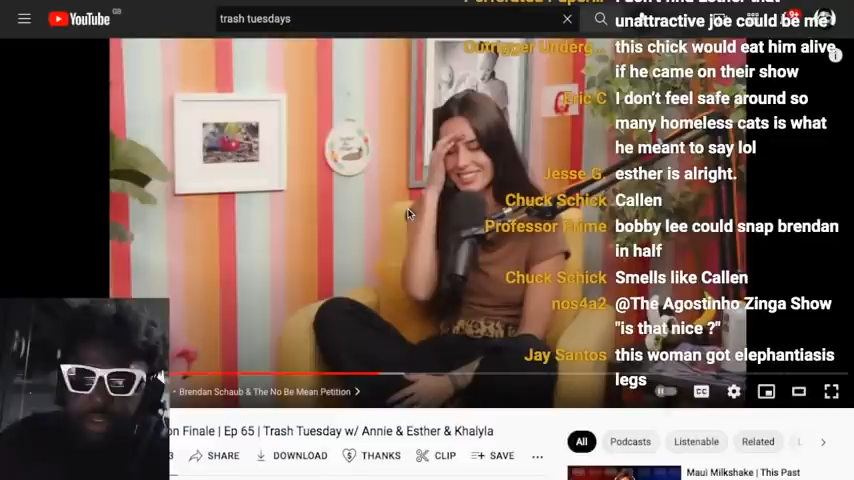 YouTube GB
trash tuesdays
9+
unattractive joe could be me
this chick would eat him alive
if he came on their show
Eric C I don't feel safe around so
many homeless cats is what
he meant to say lol
Jesse G. esther is alright.
Chuck Schick Callen
Professor Prime bobby lee could snap brendan
in half
Chuck Schick Smells like Callen
nos4a2 @The Agostinho Zinga Show
"is that nice ?"
Jay Santos this woman got elephantiasis
legs
• Brendan Schaub & The No Be Mean Petition >
CC
on Finale | Ep 65 | Trash Tuesday w/ Annie & Esther & Khalyla
3 SHARE DOWNLOAD THANKS CLIP SAVE ...
All Podcasts Listenable Related
Maui Milkshake | This Past